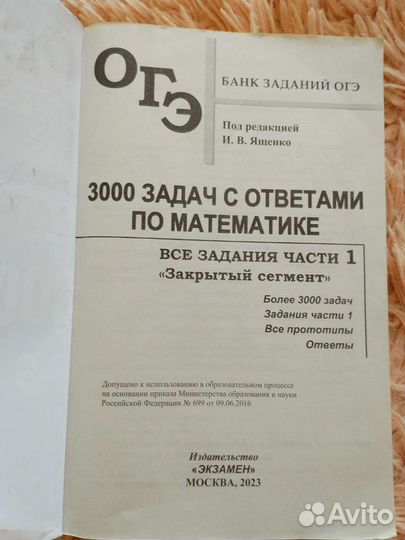 ОГЭ
БАНК ЗАДАНИЙ ОГЭ
Под редакцией
И. В. Ященко
3000 ЗАДАЧ С ОТВЕТАМИ
ПО МАТЕМАТИКЕ
ВСЕ ЗАДАНИЯ ЧАСТИ 1
«Закрытый сегмент»
Более 3000 задач
Задания части 1
Все прототипы
Ответы
Допущено к использованию в образовательном процессе
на основании приказа Министерства образования и науки
Российской Федерации № 699 от 09.06.2016
Издательство
«ЭКЗАМЕН»
МОСКВА, 2023
Avito